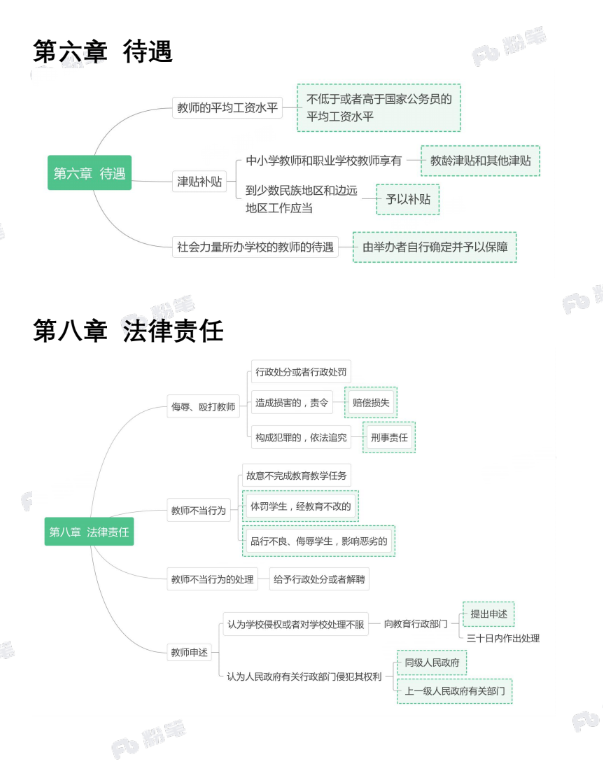 第六章 待遇
粉笔
教师的平均工资水平
不低于或者高于国家公务员的
平均工资水平
第六章 待遇
津贴补贴
中小学教师和职业学校教师享有
教龄津贴和其他津贴
到少数民族地区和边远
地区工作应当
予以补贴
社会力量所办学校的教师的待遇
由举办者自行确定并予以保障
粉笔
第八章 法律责任
侮辱、殴打教师
行政处分或者行政处罚
造成损害的，责令
赔偿损失
构成犯罪的，依法追究
刑事责任
第八章 法律责任
教师不当行为
故意不完成教育教学任务
体罚学生，经教育不改的
品行不良、侮辱学生，影响恶劣的
教师不当行为的处理
给予行政处分或者解聘
教师申述
认为学校侵权或者对学校处理不服
向教育行政部门
提出申述
三十日内作出处理
认为人民政府有关行政部门侵犯其权利
同级人民政府
上一级人民政府有关部门
粉笔